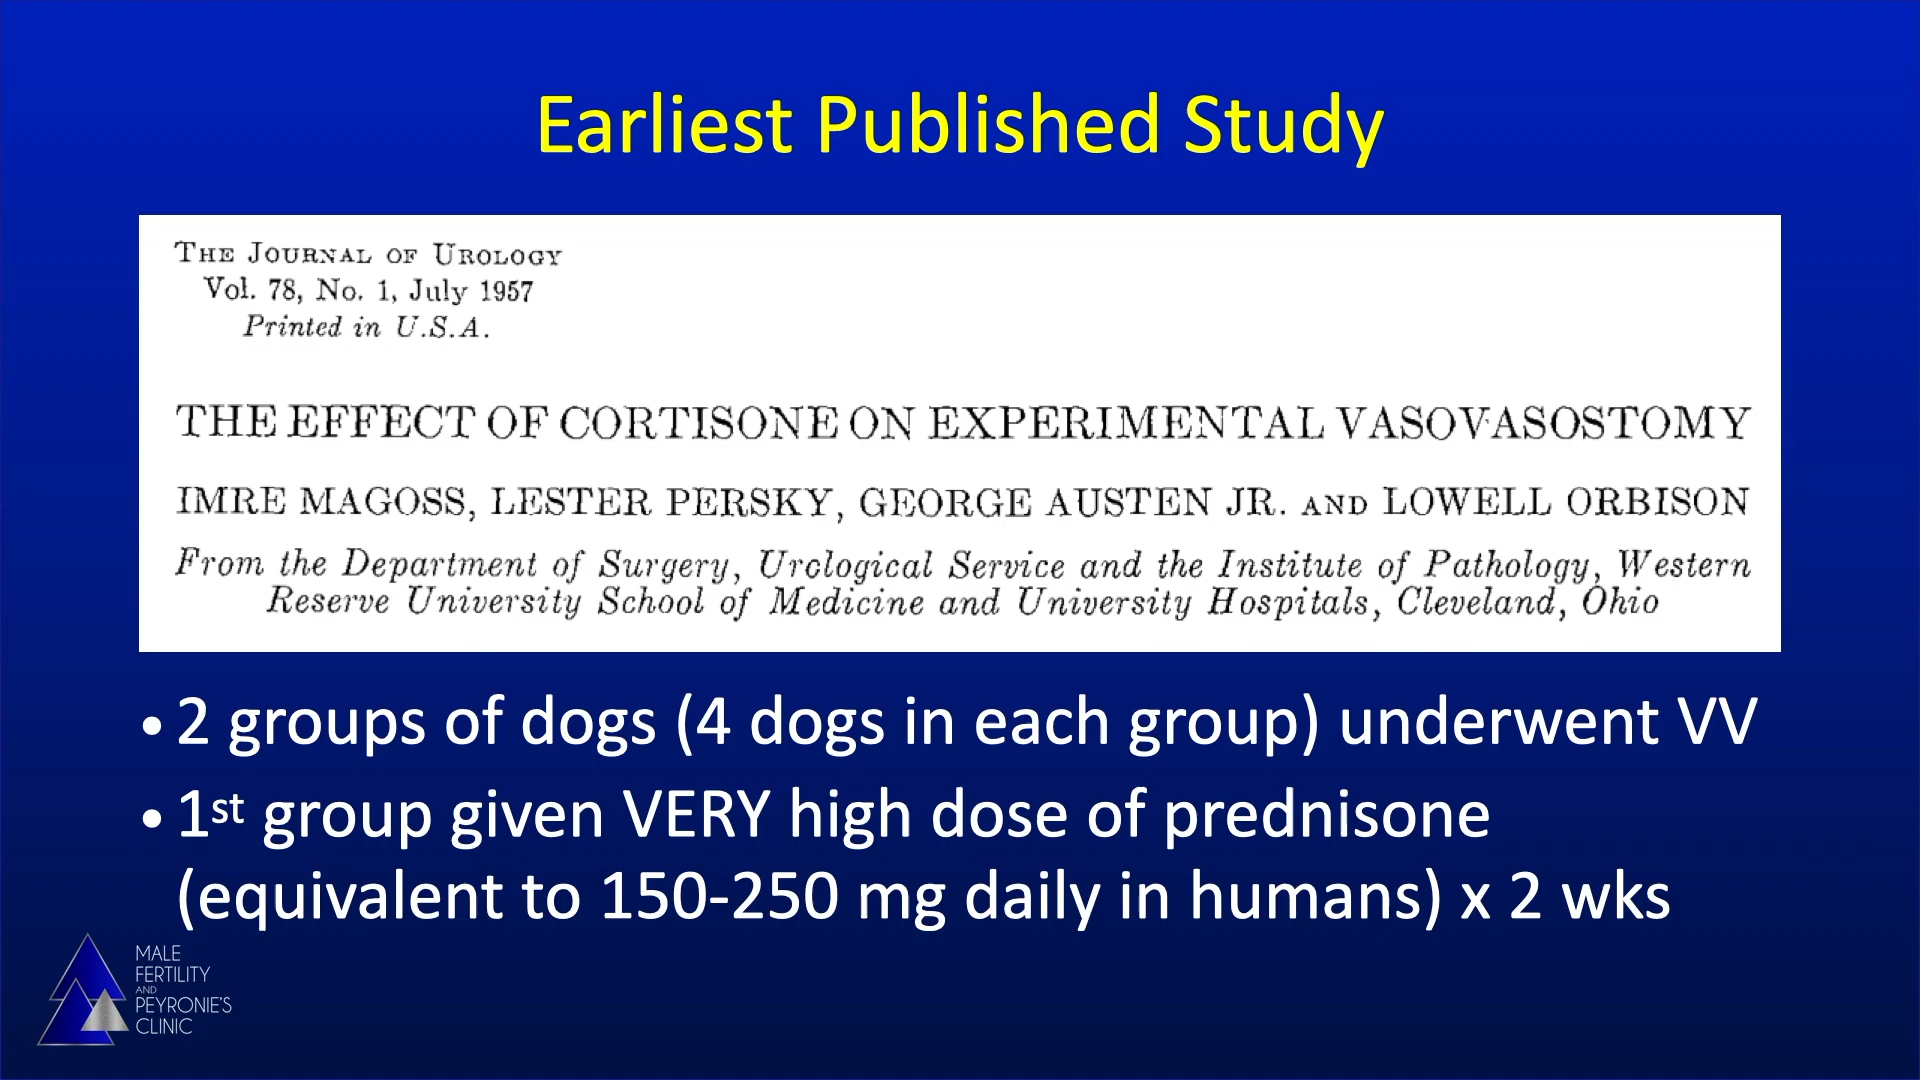 Earliest Published Study
THE JOURNAL OF UROLOGY
Vol. 78, No. 1, July 1957
Printed in U.S.A.
THE EFFECT OF CORTISONE ON EXPERIMENTAL VASOVASOSTOMY
IMRE MAGOSS, LESTER PERSKY, GEORGE AUSTEN JR. AND LOWELL ORBISON
From the Department of Surgery, Urological Service and the Institute of Pathology, Western
Reserve University School of Medicine and University Hospitals, Cleveland, Ohio
• 2 groups of dogs (4 dogs in each group) underwent VV
• 1st group given VERY high dose of prednisone
(equivalent to 150-250 mg daily in humans) x 2 wks
MALE
FERTILITY
AND
PEYRONIE'S
CLINIC